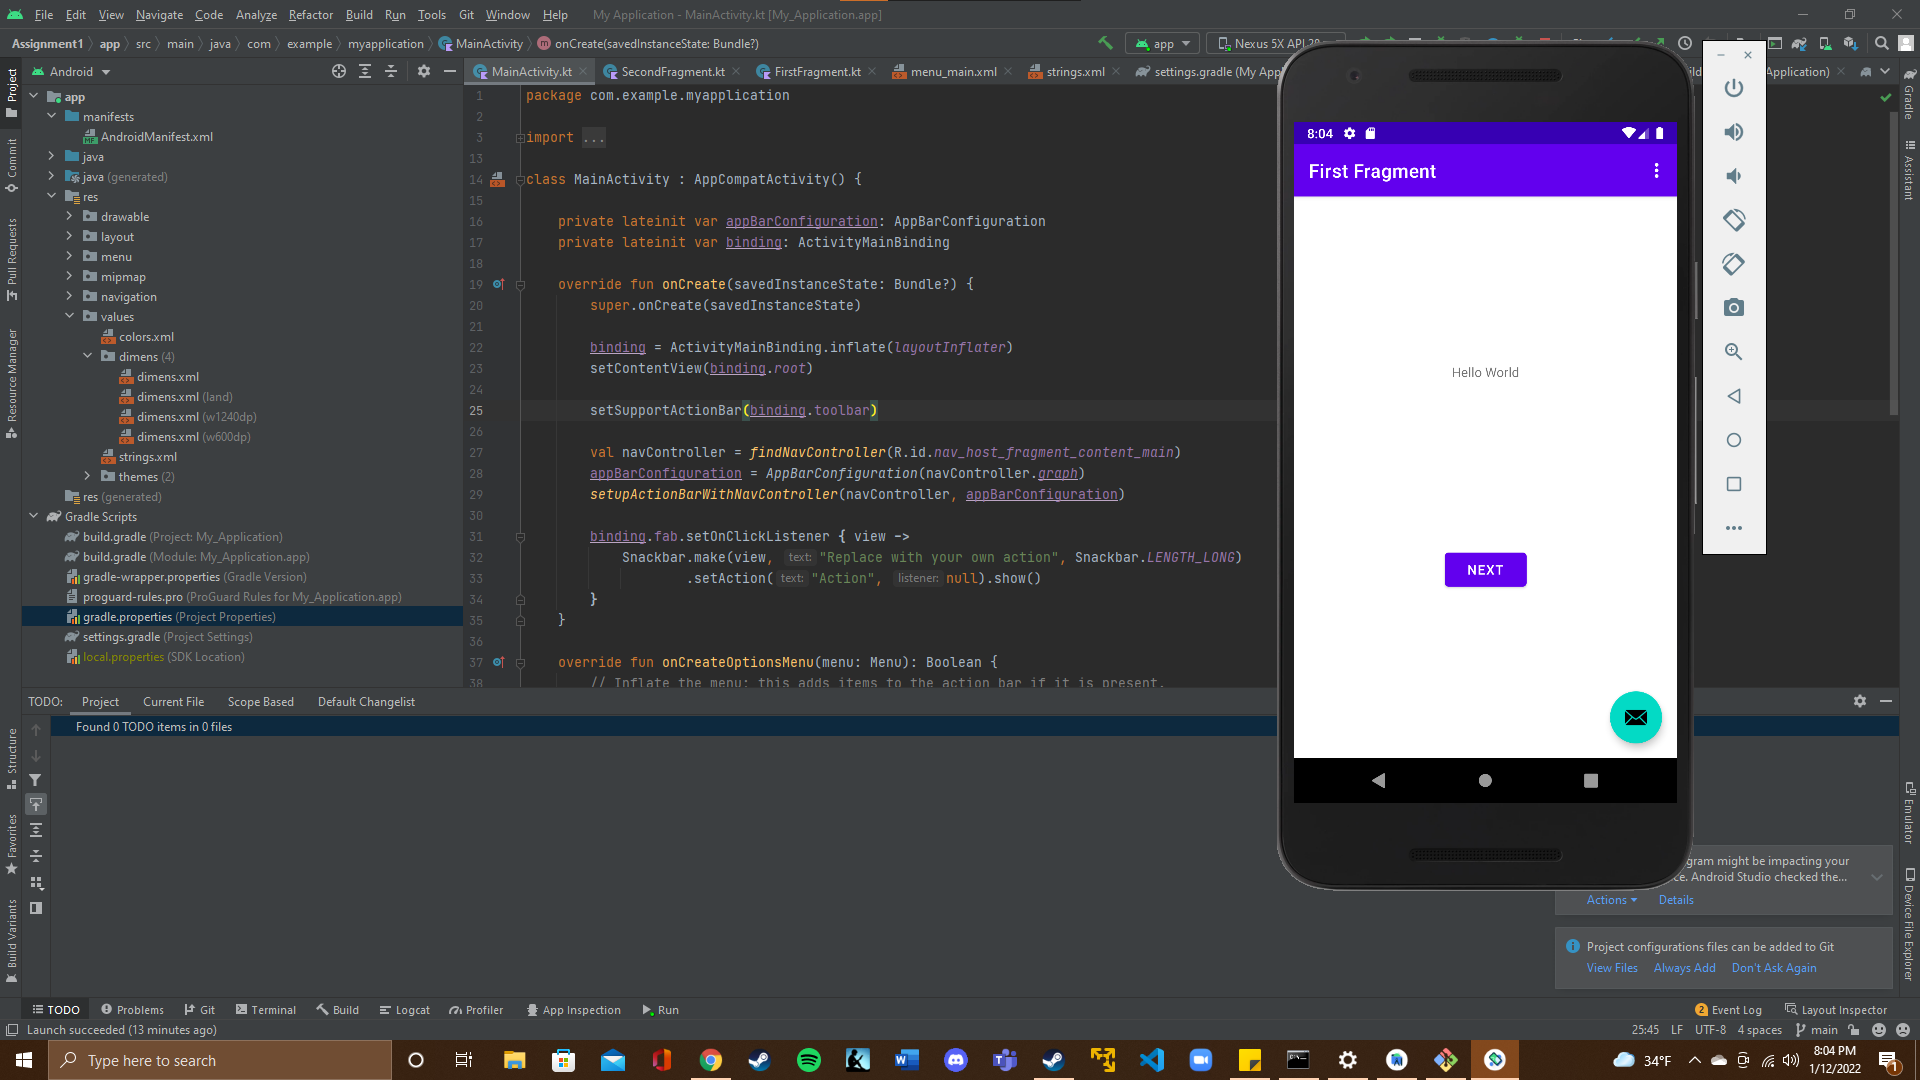 File Edit View Navigate Code Analyze Refactor Build Run Tools Git Window Help My Application - MainActivity.kt [My_Application.app]
Assignment1 app src main java com example myapplication MainActivity onCreate(savedInstanceState: Bundle?) app Nexus 5X API 28
Android MainActivity.kt SecondFragment.kt FirstFragment.kt menu_main.xml strings.xml settings.gradle (My App Application)
Project
Commit
Pull Requests
Resource Manager
Structure
Favorites
Build Variants
app
manifests
AndroidManifest.xml
java
java (generated)
res
drawable
layout
menu
mipmap
navigation
values
colors.xml
dimens (4)
dimens.xml
dimens.xml (land)
dimens.xml (w1240dp)
dimens.xml (w600dp)
strings.xml
themes (2)
res (generated)
Gradle Scripts
build.gradle (Project: My_Application)
build.gradle (Module: My_Application.app)
gradle-wrapper.properties (Gradle Version)
proguard-rules.pro (ProGuard Rules for My_Application.app)
gradle.properties (Project Properties)
settings.gradle (Project Settings)
local.properties (SDK Location)
1 package com.example.myapplication
2
3 import ...
13
14 class MainActivity : AppCompatActivity() {
15
16 private lateinit var appBarConfiguration: AppBarConfiguration
17 private lateinit var binding: ActivityMainBinding
18
19 override fun onCreate(savedInstanceState: Bundle?) {
20 super.onCreate(savedInstanceState)
21
22 binding = ActivityMainBinding.inflate(layoutInflater)
23 setContentView(binding.root)
24
25 setSupportActionBar(binding.toolbar)
26
27 val navController = findNavController(R.id.nav_host_fragment_content_main)
28 appBarConfiguration = AppBarConfiguration(navController.graph)
29 setupActionBarWithNavController(navController, appBarConfiguration)
30
31 binding.fab.setOnClickListener { view ->
32 Snackbar.make(view, text: "Replace with your own action", Snackbar.LENGTH_LONG)
33 .setAction( text: "Action", listener: null).show()
34 }
35 }
36
37 override fun onCreateOptionsMenu(menu: Menu): Boolean {
38 // Inflate the menu; this adds items to the action bar if it is present.
8:04
First Fragment
Hello World
NEXT
Gradle
Assistant
Emulator
Device File Explorer
TODO: Project Current File Scope Based Default Changelist
Found 0 TODO items in 0 files
gram might be impacting your
ce. Android Studio checked the...
Actions Details
Project configurations files can be added to Git
View Files Always Add Don't Ask Again
TODO Problems Git Terminal Build Logcat Profiler App Inspection Run 2 Event Log Layout Inspector
Launch succeeded (13 minutes ago) 25:45 LF UTF-8 4 spaces main
Type here to search
34°F
8:04 PM
1/12/2022
1